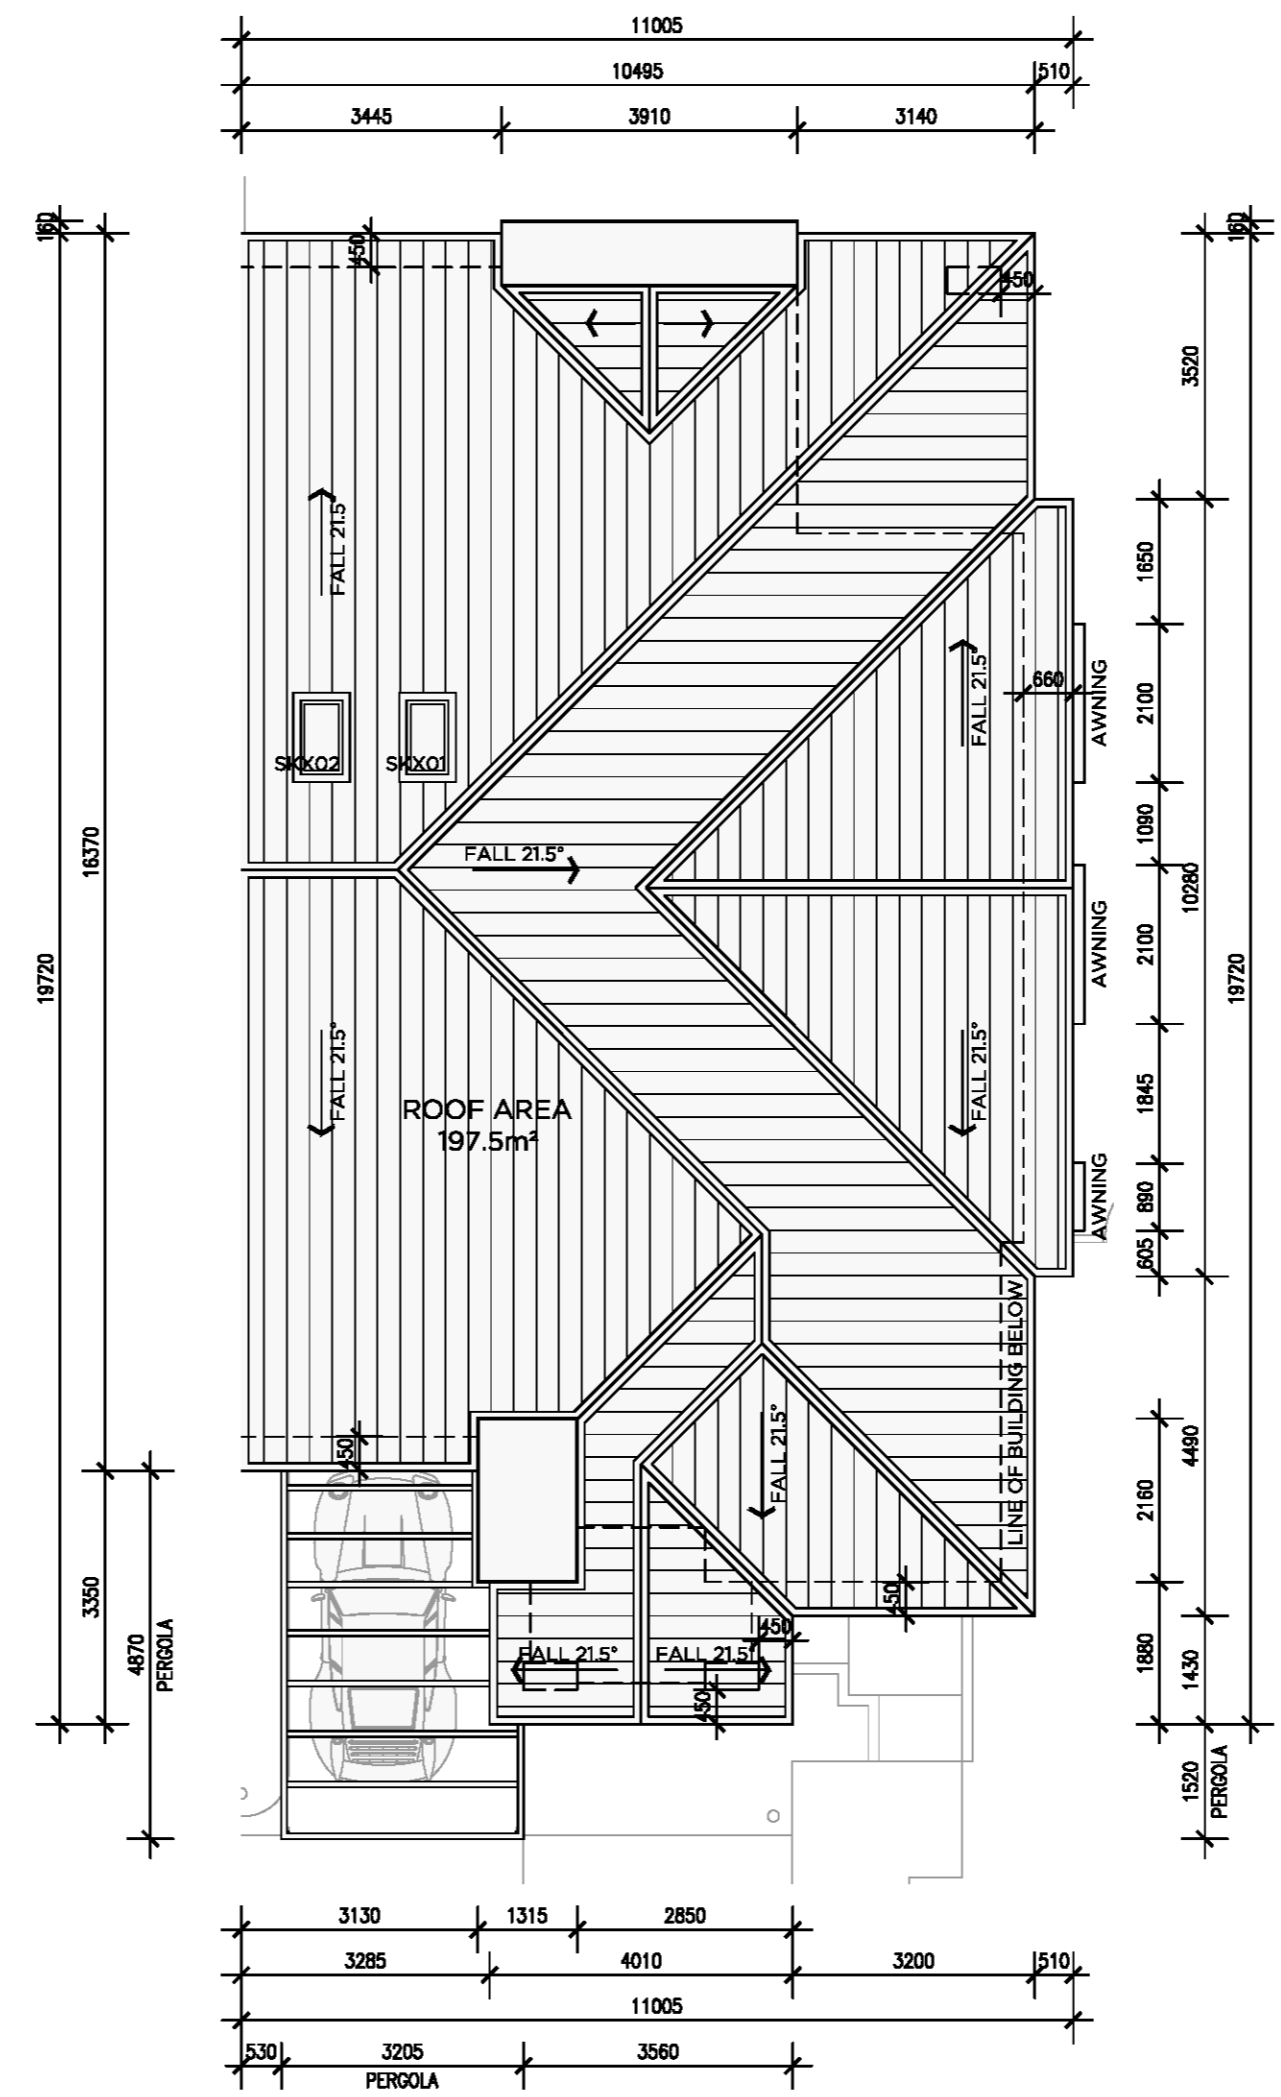 11005
10495
510
3445
3910
3140
160
160
450
450
3520
FALL 21.5°
1650
FALL 21.5°
660
2100
AWNING
SKX02
SKX01
16370
1090
FALL 21.5°
10280
19720
2100
AWNING
19720
FALL 21.5°
FALL 21.5°
1845
ROOF AREA
197.5m²
890
AWNING
605
LINE OF BUILDING BELOW
450
FALL 21.5°
4490
2160
3350
4870
PERGOLA
450
450
FALL 21.5°
FALL 21.5°
450
1880
1430
1520
PERGOLA
3130
1315
2850
3285
4010
3200
510
11005
530
3205
3560
PERGOLA